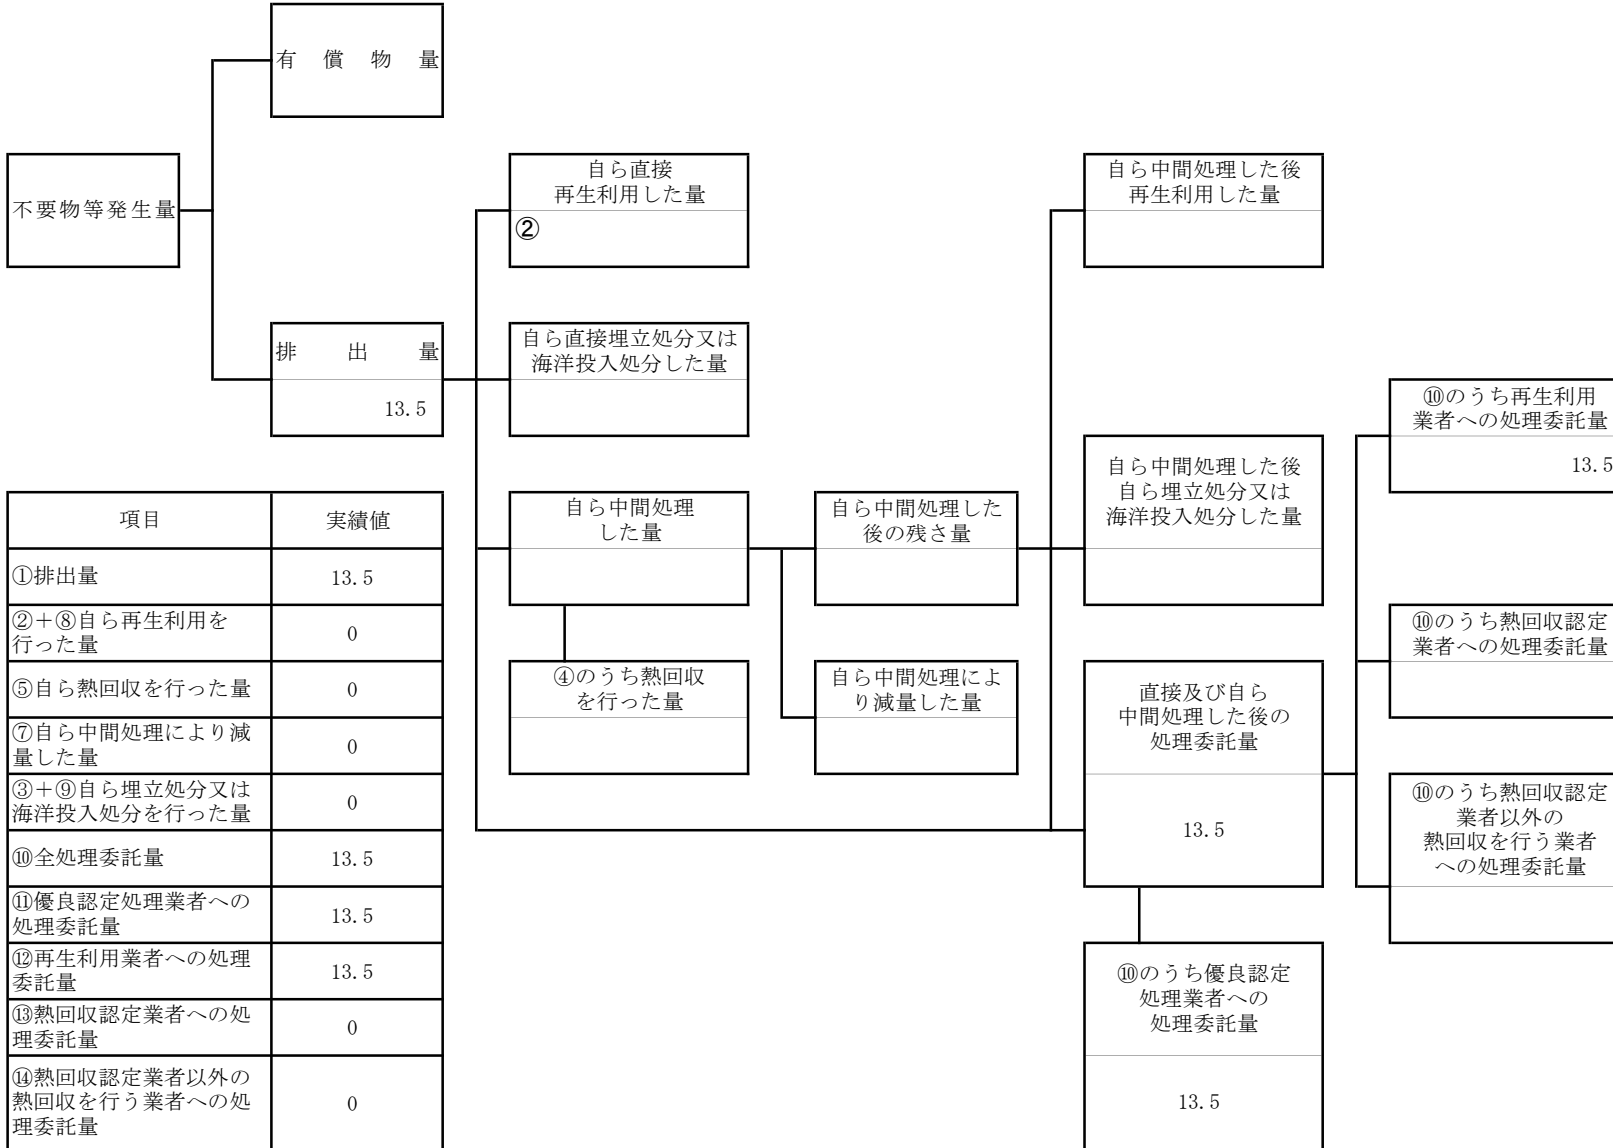 有償物量
不要物等発生量
自ら直接
再生利用した量
②
自ら中間処理した後
再生利用した量
排出量
13.5
自ら直接埋立処分又は
海洋投入処分した量
⑩のうち再生利用
業者への処理委託量
13.5
自ら中間処理
した量
自ら中間処理した
後の残さ量
自ら中間処理した後
自ら埋立処分又は
海洋投入処分した量
④のうち熱回収
を行った量
自ら中間処理によ
り減量した量
直接及び自ら
中間処理した後の
処理委託量
13.5
⑩のうち熱回収認定
業者への処理委託量
⑩のうち熱回収認定
業者以外の
熱回収を行う業者
への処理委託量
⑩のうち優良認定
処理業者への
処理委託量
13.5
項目 実績値
①排出量 13.5
②+⑧自ら再生利用を
行った量 0
⑤自ら熱回収を行った量 0
⑦自ら中間処理により減
量した量 0
③+⑨自ら埋立処分又は
海洋投入処分を行った量 0
⑩全処理委託量 13.5
⑪優良認定処理業者への
処理委託量 13.5
⑫再生利用業者への処理
委託量 13.5
⑬熱回収認定業者への処
理委託量 0
⑭熱回収認定業者以外の
熱回収を行う業者への処
理委託量 0